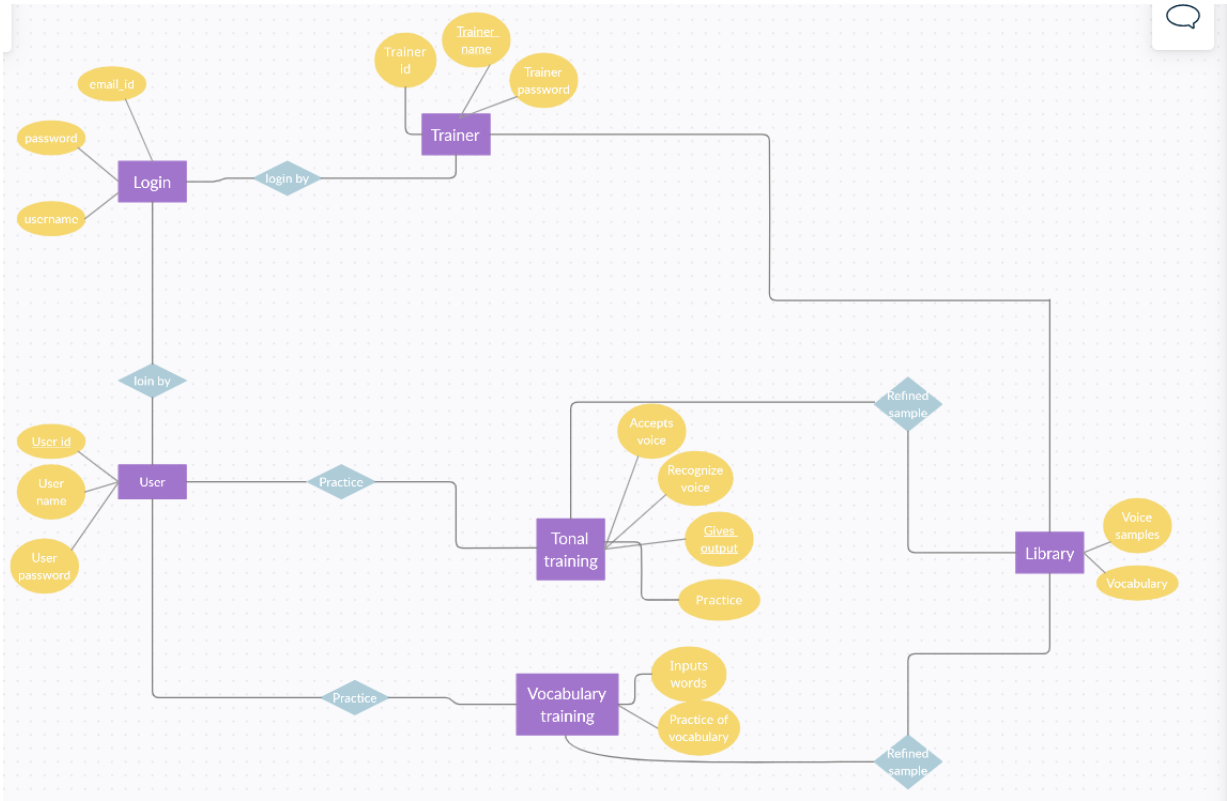 Trainer
id
Trainer
name
Trainer
password
email_id
password
username
Login
login by
Trainer
loin by
User id
User
name
User
password
User
Practice
Refined
sample
Accepts
voice
Recognize
voice
Gives
output
Practice
Tonal
training
Library
Voice
samples
Vocabulary
Practice
Vocabulary
training
Inputs
words
Practice of
vocabulary
Refined
sample